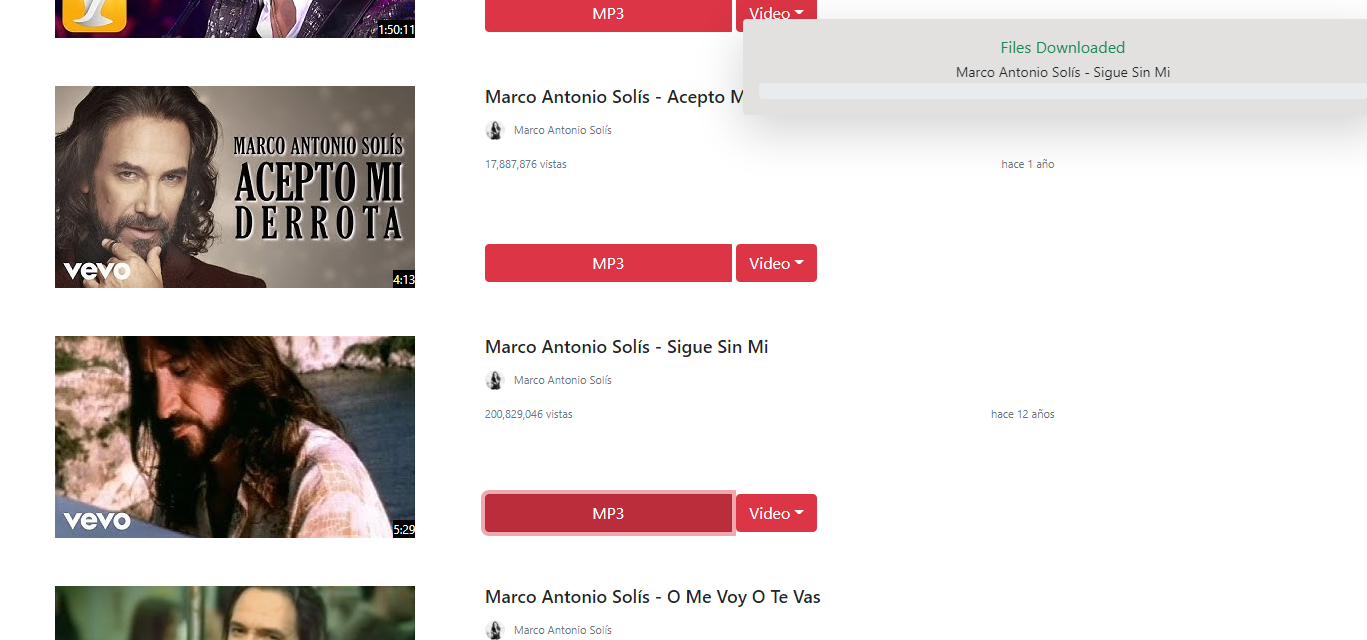 1:50:11
MP3
Video
Files Downloaded
Marco Antonio Solís - Sigue Sin Mi
MARCO ANTONIO SOLÍS
ACEPTO MI
DERROTA
vevo
4:13
Marco Antonio Solís - Acepto M
Marco Antonio Solís
17,887,876 vistas
hace 1 año
MP3
Video
vevo
5:29
Marco Antonio Solís - Sigue Sin Mi
Marco Antonio Solís
200,829,046 vistas
hace 12 años
MP3
Video
Marco Antonio Solís - O Me Voy O Te Vas
Marco Antonio Solís